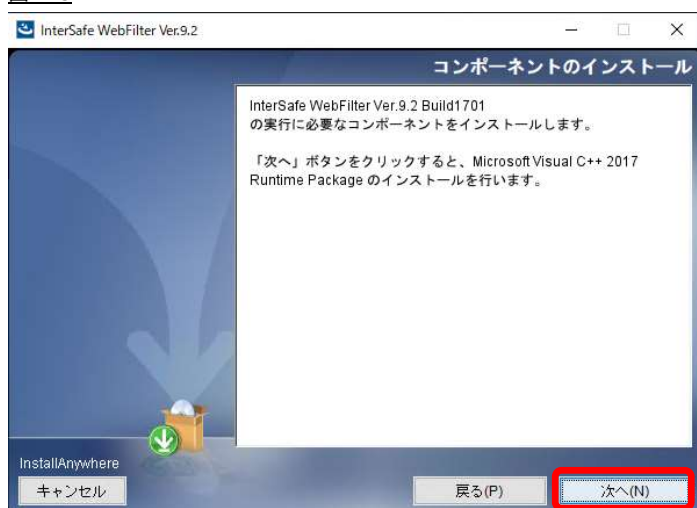 InterSafe WebFilter Ver.9.2
コンポーネントのインストール
InterSafe WebFilter Ver.9.2 Build1701
の実行に必要なコンポーネントをインストールします。
「次へ」ボタンをクリックすると、Microsoft Visual C++ 2017
Runtime Package のインストールを行います。
InstallAnywhere
キャンセル
戻る(P)
次へ(N)